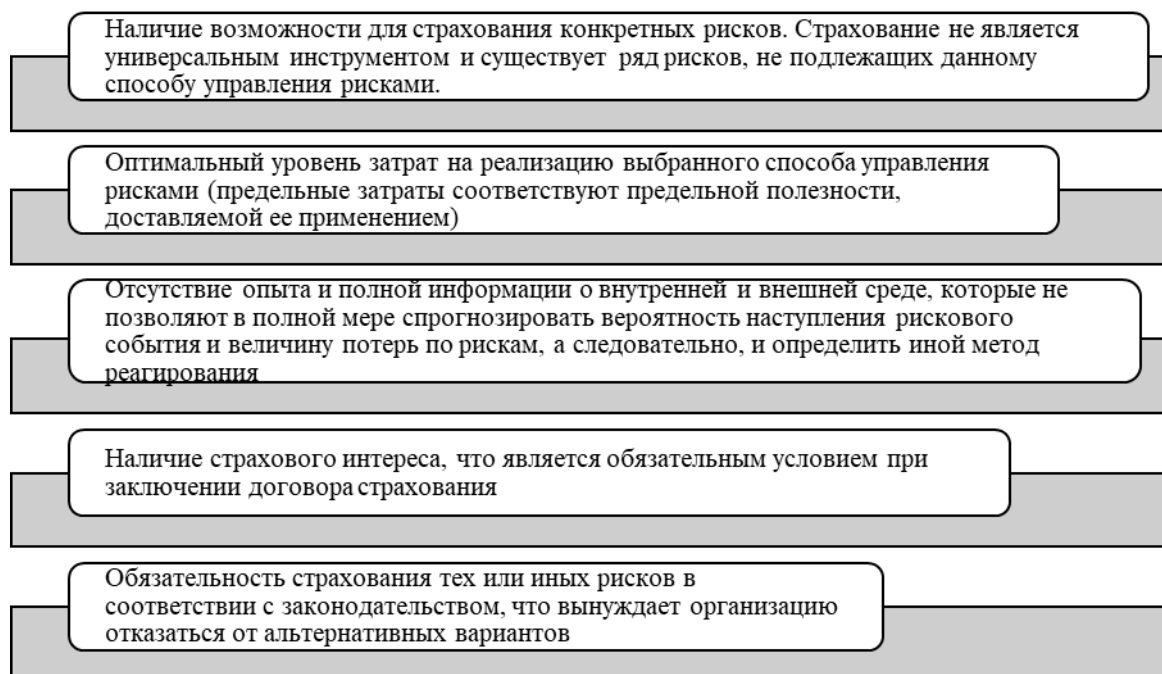 Наличие возможности для страхования конкретных рисков. Страхование не является
универсальным инструментом и существует ряд рисков, не подлежащих данному
способу управления рисками.
Оптимальный уровень затрат на реализацию выбранного способа управления
рисками (предельные затраты соответствуют предельной полезности,
доставляемой ее применением)
Отсутствие опыта и полной информации о внутренней и внешней среде, которые не
позволяют в полной мере спрогнозировать вероятность наступления рискового
события и величину потерь по рискам, а следовательно, и определить иной метод
реагирования
Наличие страхового интереса, что является обязательным условием при
заключении договора страхования
Обязательность страхования тех или иных рисков в
соответствии с законодательством, что вынуждает организацию
отказаться от альтернативных вариантов